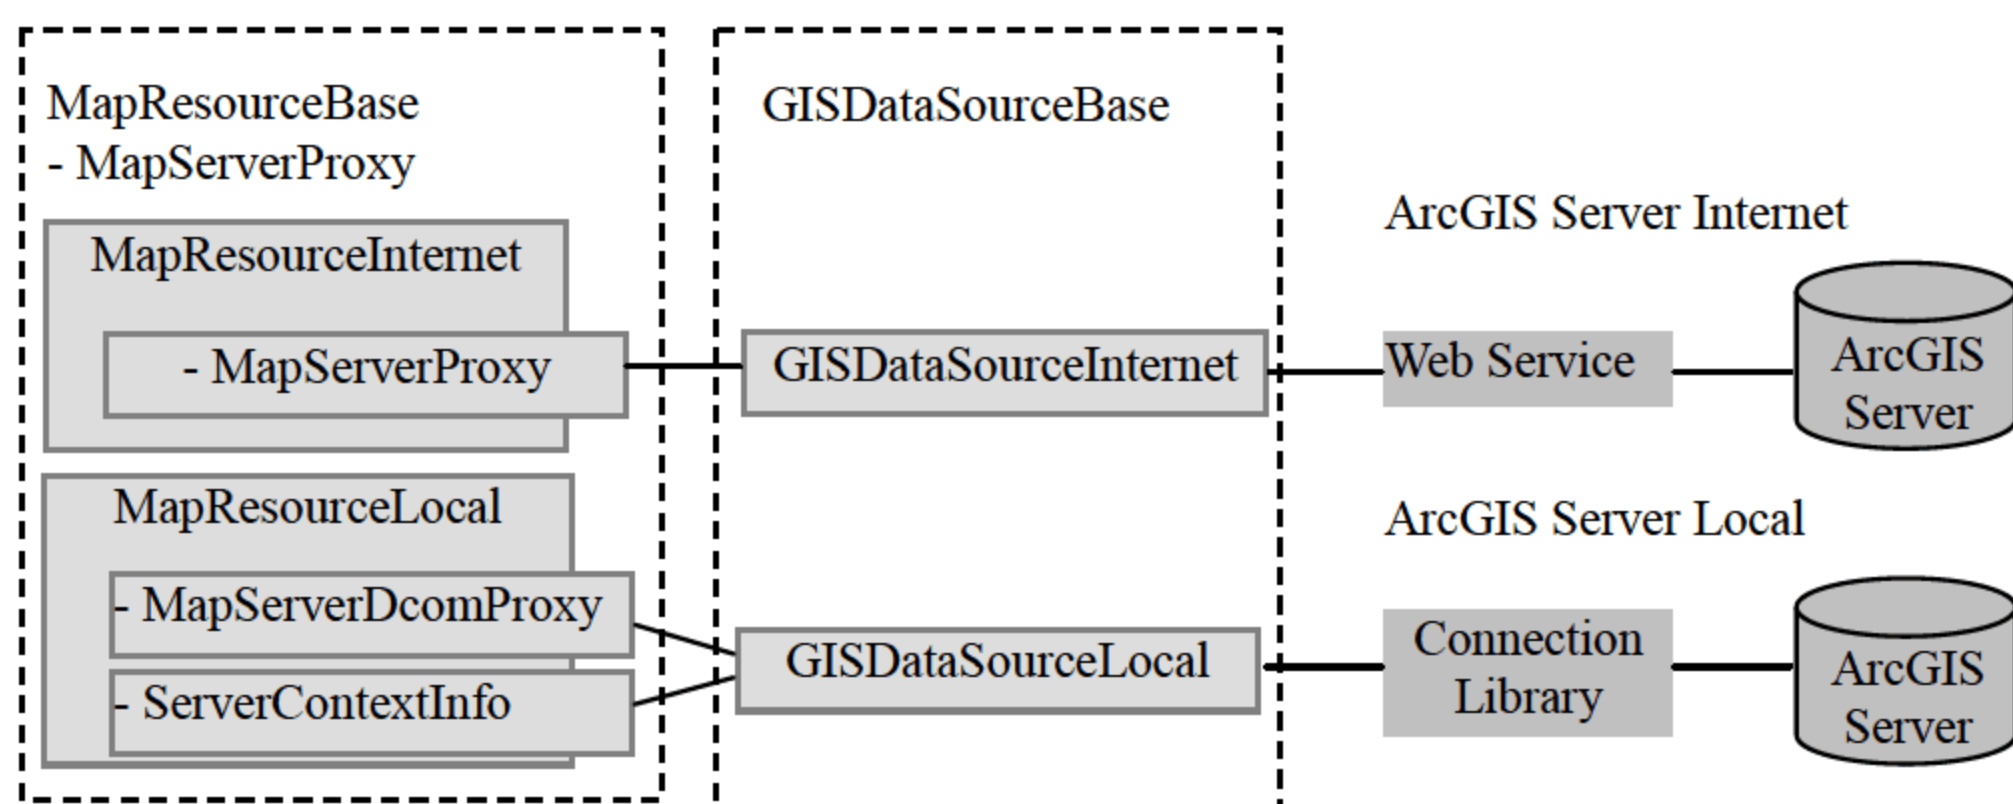 MapResourceBase
- MapServerProxy
MapResourceInternet
- MapServerProxy
MapResourceLocal
- MapServerDcomProxy
- ServerContextInfo
GISDataSourceBase
GISDataSourceInternet
GISDataSourceLocal
ArcGIS Server Internet
Web Service
ArcGIS
Server
ArcGIS Server Local
Connection
Library
ArcGIS
Server